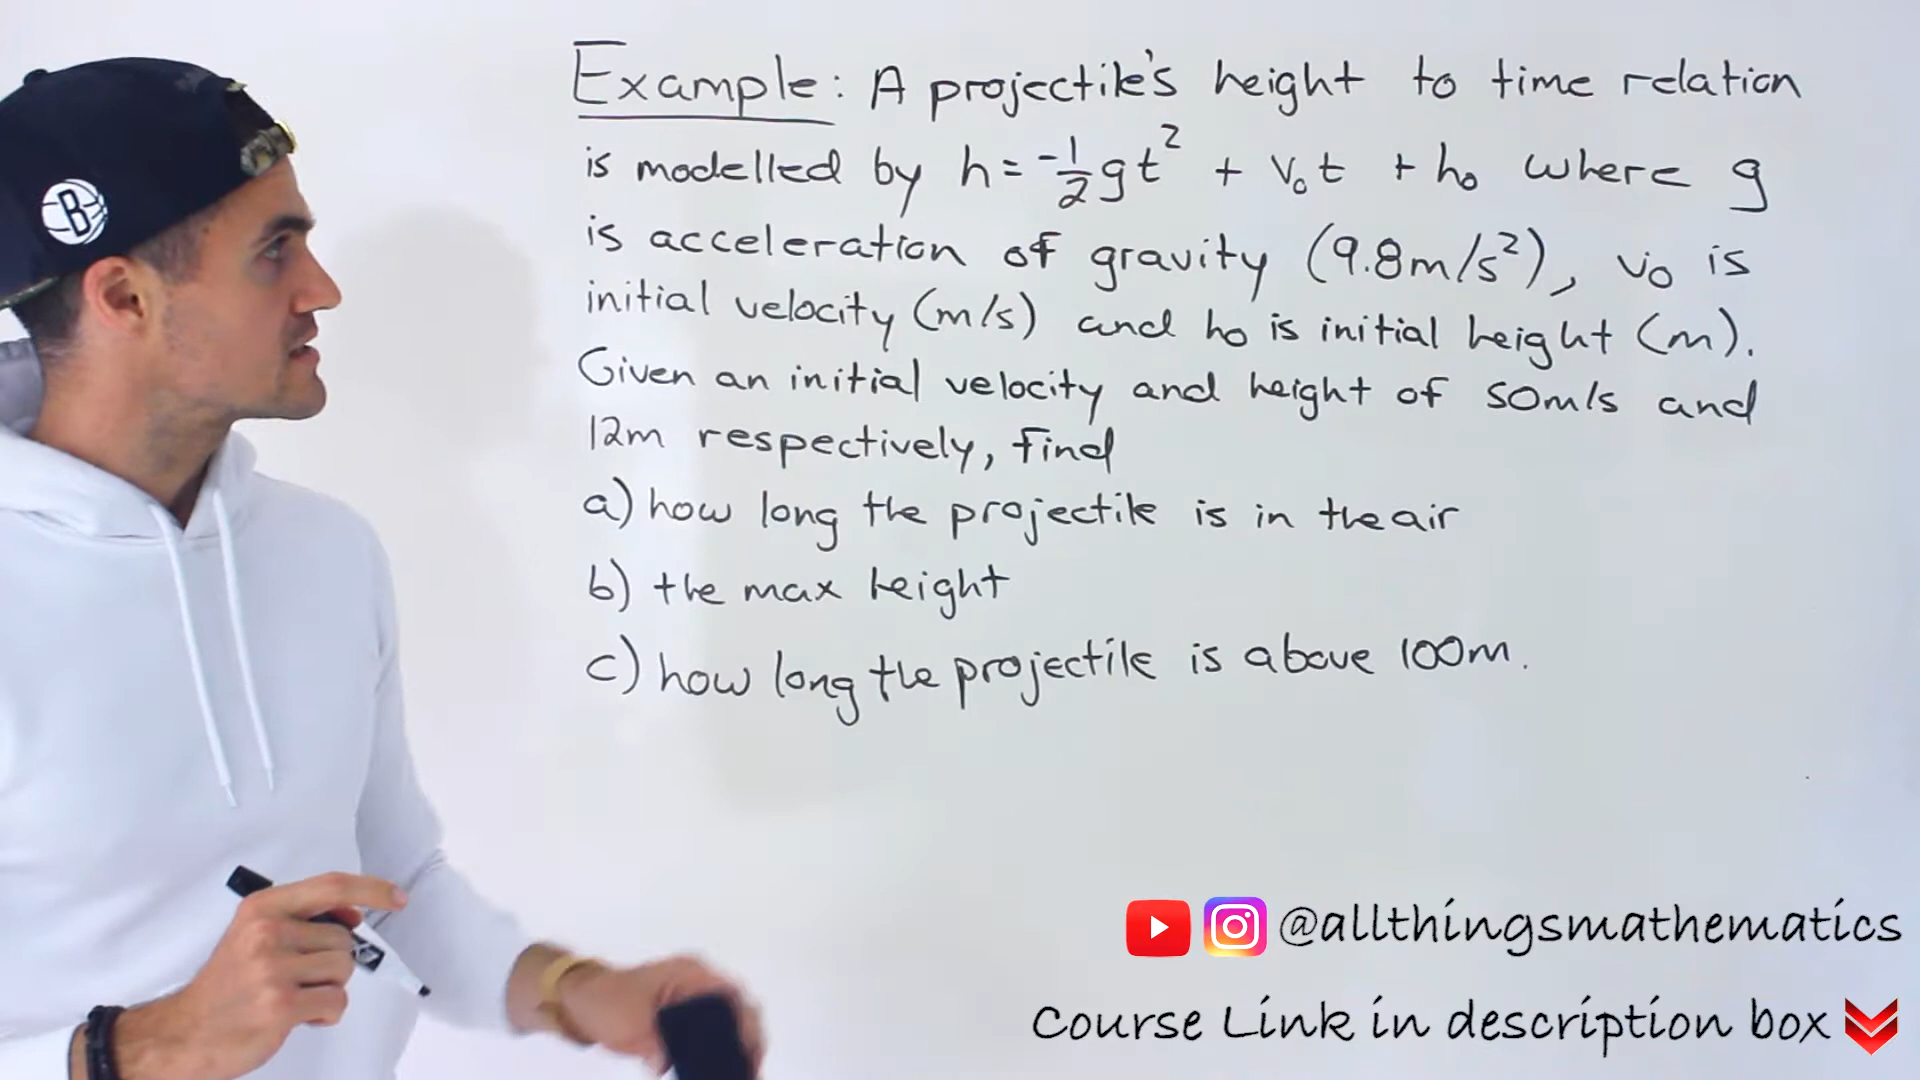 Example: A projectile's height to time relation
is modelled by h = -1/2 gt² + v₀t + h₀ where g
is acceleration of gravity (9.8m/s²), v₀ is
initial velocity (m/s) and h₀ is initial height (m).
Given an initial velocity and height of 50m/s and
12m respectively, find
a) how long the projectile is in the air
b) the max height
c) how long the projectile is above 100m.
B
@allthingsmathematics
Course Link in description box